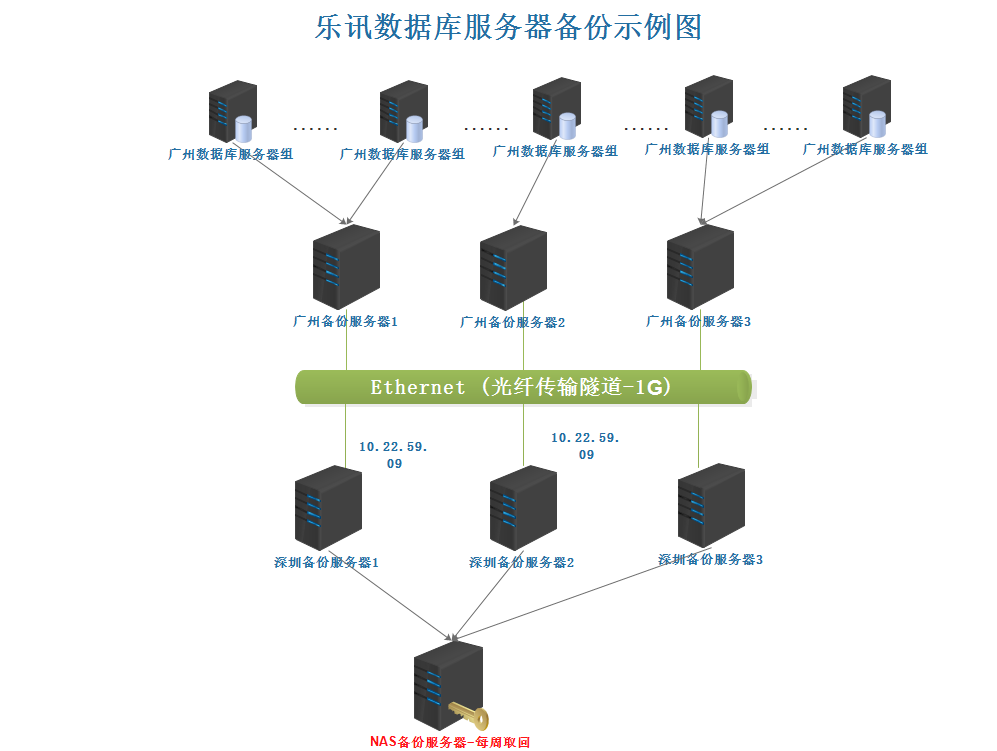 乐讯数据库服务器备份示例图
......
......
......
......
广州数据库服务器组
广州数据库服务器组
广州数据库服务器组
广州数据库服务器组
广州数据库服务器组
广州备份服务器1
广州备份服务器2
广州备份服务器3
Ethernet (光纤传输隧道-1G)
10.22.59.
09
10.22.59.
09
深圳备份服务器1
深圳备份服务器2
深圳备份服务器3
NAS备份服务器-每周取回